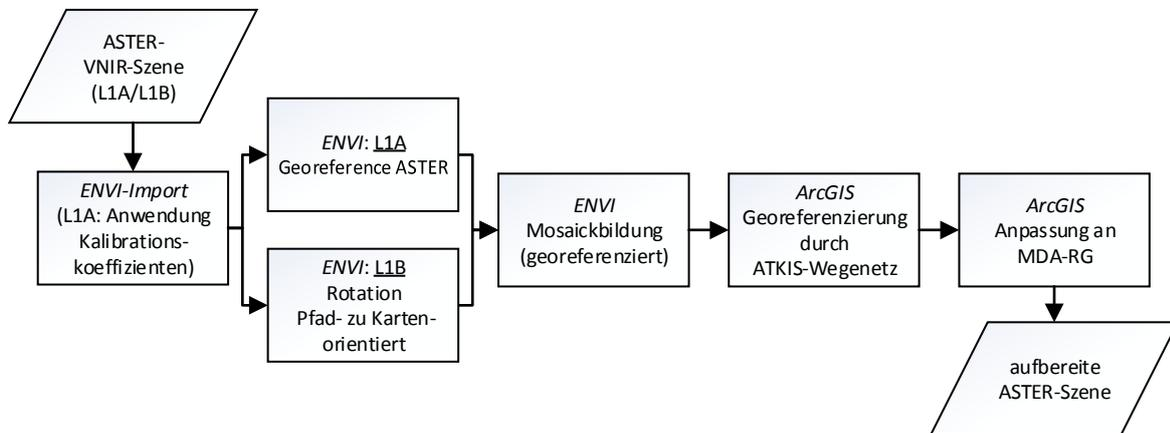 ASTER-
VNIR-Szene
(L1A/L1B)
ENVI-Import
(L1A: Anwendung
Kalibrations-
koeffizienten)
ENVI: L1A
Georeference ASTER
ENVI: L1B
Rotation
Pfad- zu Karten-
orientiert
ENVI
Mosaickbildung
(georeferenziert)
ArcGIS
Georeferenzierung
durch
ATKIS-Wegenetz
ArcGIS
Anpassung an
MDA-RG
aufbereite
ASTER-Szene